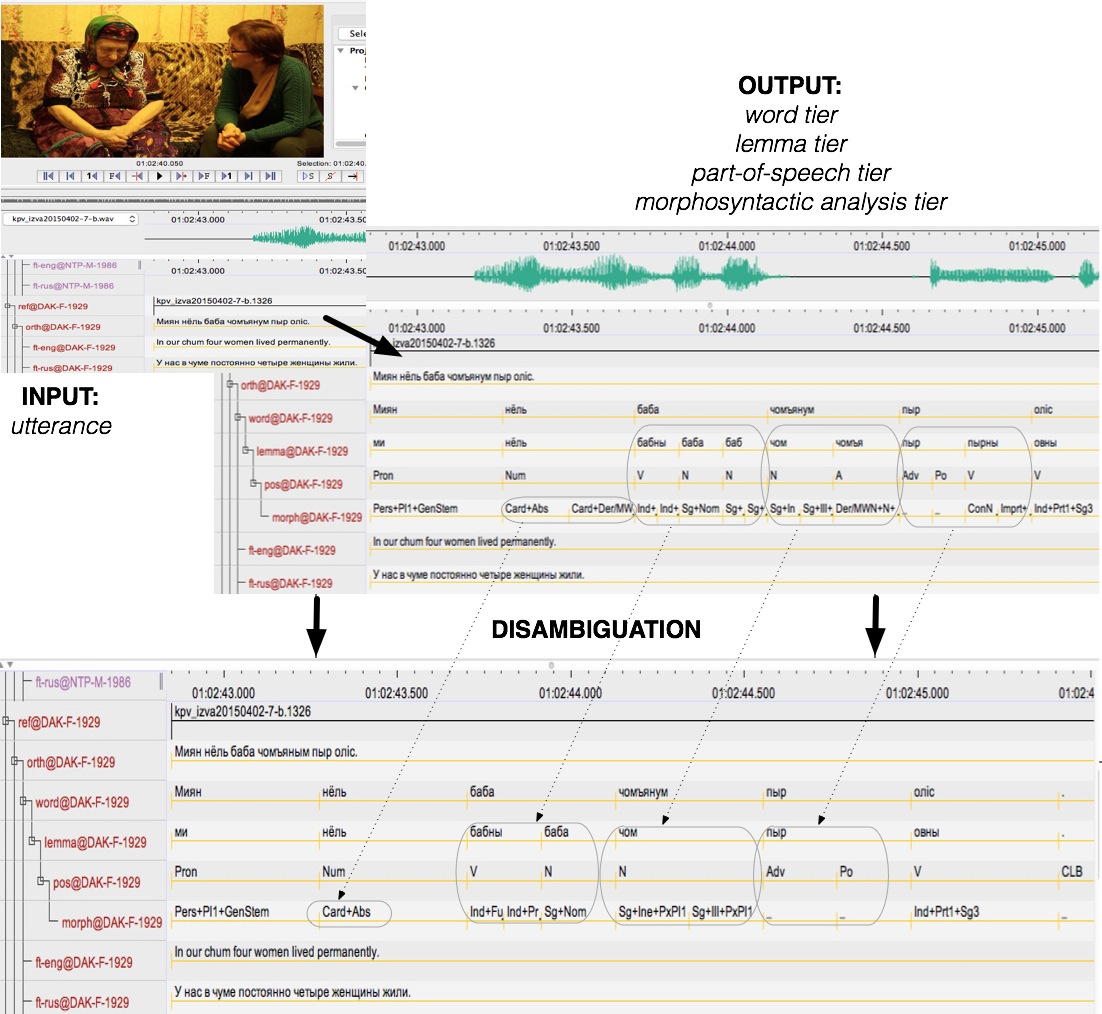 Sele
Proj
01:02:40.050
Selection: 01:02:40.
OUTPUT:
word tier
lemma tier
part-of-speech tier
morphosyntactic analysis tier
kpv_izva20150402-7-b.wav
01:02:43.000
01:02:43.50
ft-eng@NTP-M-1986
01:02:43.000
01:02:43.50
ft-rus@NTP-M-1986
ref@DAK-F-1929
kpv_izva20150402-7-b.1326
orth@DAK-F-1929
Миян нёль баба чомъянум пыр оліс.
ft-eng@DAK-F-1929
In our chum four women lived permanently.
ft-rus@DAK-F-1929
У нас в чуме постоянно четыре женщины жили.
INPUT:
utterance
01:02:43.000 01:02:43.500 01:02:44.000 01:02:44.500 01:02:45.000
01:02:43.000 01:02:43.500 01:02:44.000 01:02:44.500 01:02:45.000
_izva20150402-7-b.1326
orth@DAK-F-1929 Миян нёль баба чомъянум пыр оліс.
word@DAK-F-1929 Миян нёль баба чомъянум пыр оліс
lemma@DAK-F-1929 ми нёль бабны баба баб чом чомъя пыр пырны овны
pos@DAK-F-1929 Pron Num V N N N A Adv Po V V
morph@DAK-F-1929 Pers+Pl1+GenStem Card+Abs Card+Der/MW Ind+ Ind+ Sg+Nom Sg+ Sg+ Sg+In Sg+Ill+ Der/MWN+N+ _ _ ConN Imprt+ Ind+Prt1+Sg3
ft-eng@DAK-F-1929 In our chum four women lived permanently.
ft-rus@DAK-F-1929 У нас в чуме постоянно четыре женщины жили.
DISAMBIGUATION
ft-rus@NTP-M-1986
01:02:43.000 01:02:43.500 01:02:44.000 01:02:44.500 01:02:45.000 01:02:4
ref@DAK-F-1929 kpv_izva20150402-7-b.1326
orth@DAK-F-1929 Миян нёль баба чомъяным пыр оліс.
word@DAK-F-1929 Миян нёль баба чомъянум пыр оліс .
lemma@DAK-F-1929 ми нёль бабны баба чом пыр овны .
pos@DAK-F-1929 Pron Num V N N Adv Po V CLB
morph@DAK-F-1929 Pers+Pl1+GenStem Card+Abs Ind+Fu Ind+Pr Sg+Nom Sg+Ine+PxPl1 Sg+Ill+PxPl1 _ _ Ind+Prt1+Sg3 _
ft-eng@DAK-F-1929 In our chum four women lived permanently.
ft-rus@DAK-F-1929 У нас в чуме постоянно четыре женщины жили.